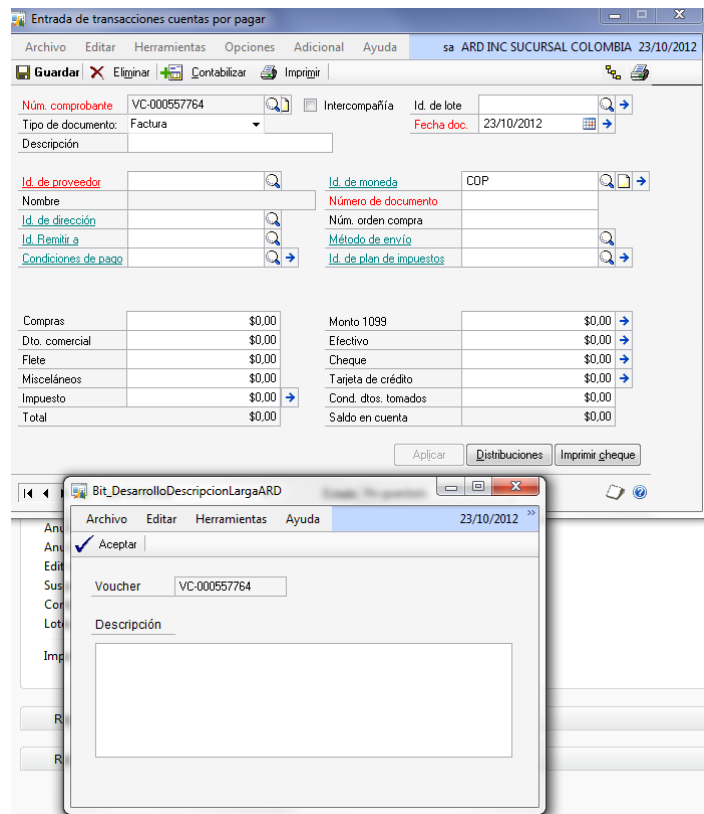 Entrada de transacciones cuentas por pagar
Archivo Editar Herramientas Opciones Adicional Ayuda sa ARD INC SUCURSAL COLOMBIA 23/10/2012
Guardar Eliminar Contabilizar Imprimir
Núm. comprobante VC-000557764 Intercompañía Id. de lote
Tipo de documento: Factura Fecha doc. 23/10/2012
Descripción
Id. de proveedor Id. de moneda COP
Nombre Número de documento
Id. de dirección Núm. orden compra
Id. Remitir a Método de envío
Condiciones de pago Id. de plan de impuestos
Compras $0,00 Monto 1099 $0,00
Dto. comercial $0,00 Efectivo $0,00
Flete $0,00 Cheque $0,00
Misceláneos $0,00 Tarjeta de crédito $0,00
Impuesto $0,00 Cond. dtos. tomados $0,00
Total $0,00 Saldo en cuenta $0,00
Aplicar Distribuciones Imprimir cheque
Bit_DesarrolloDescripcionLargaARD
Archivo Editar Herramientas Ayuda 23/10/2012 »
Aceptar
Voucher VC-000557764
Descripción
Anu
Anu
Edit
Sus
Con
Lote
Imp
R
R